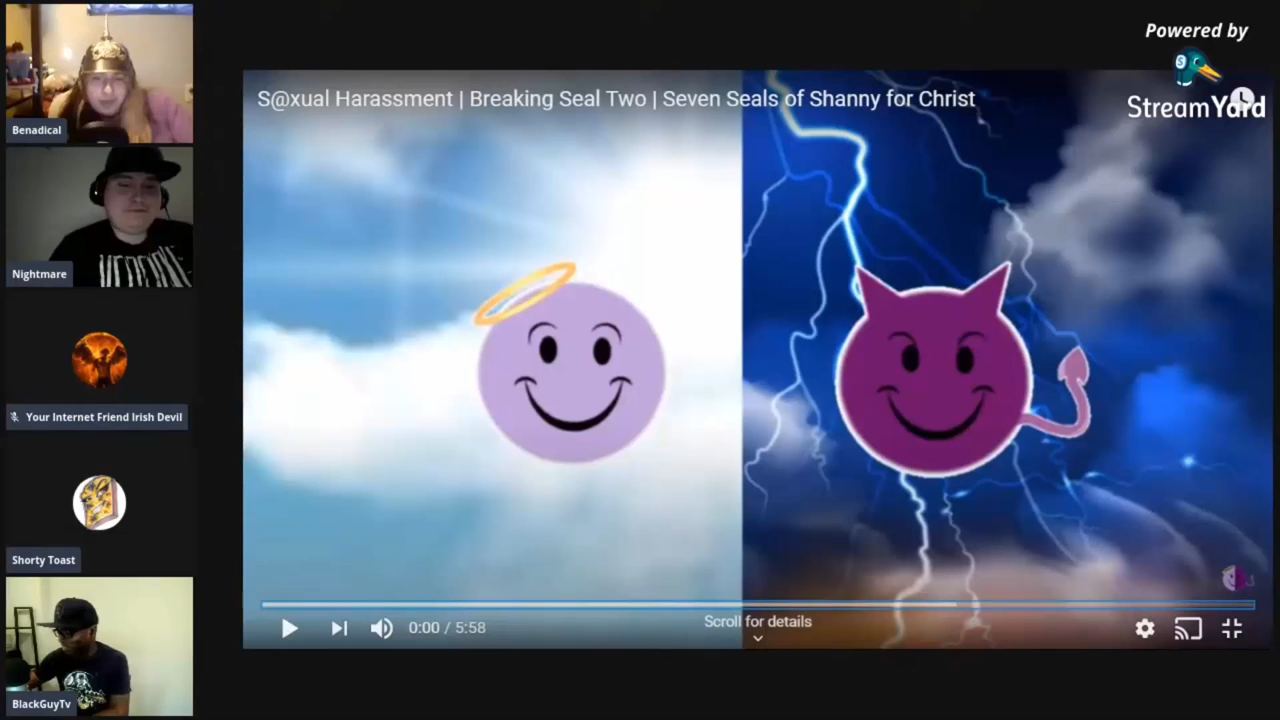 Powered by
StreamYard
S@xual Harassment | Breaking Seal Two | Seven Seals of Shanny for Christ
Benadical
Nightmare
Your Internet Friend Irish Devil
Shorty Toast
BlackGuyTv
0:00 / 5:58
Scroll for details